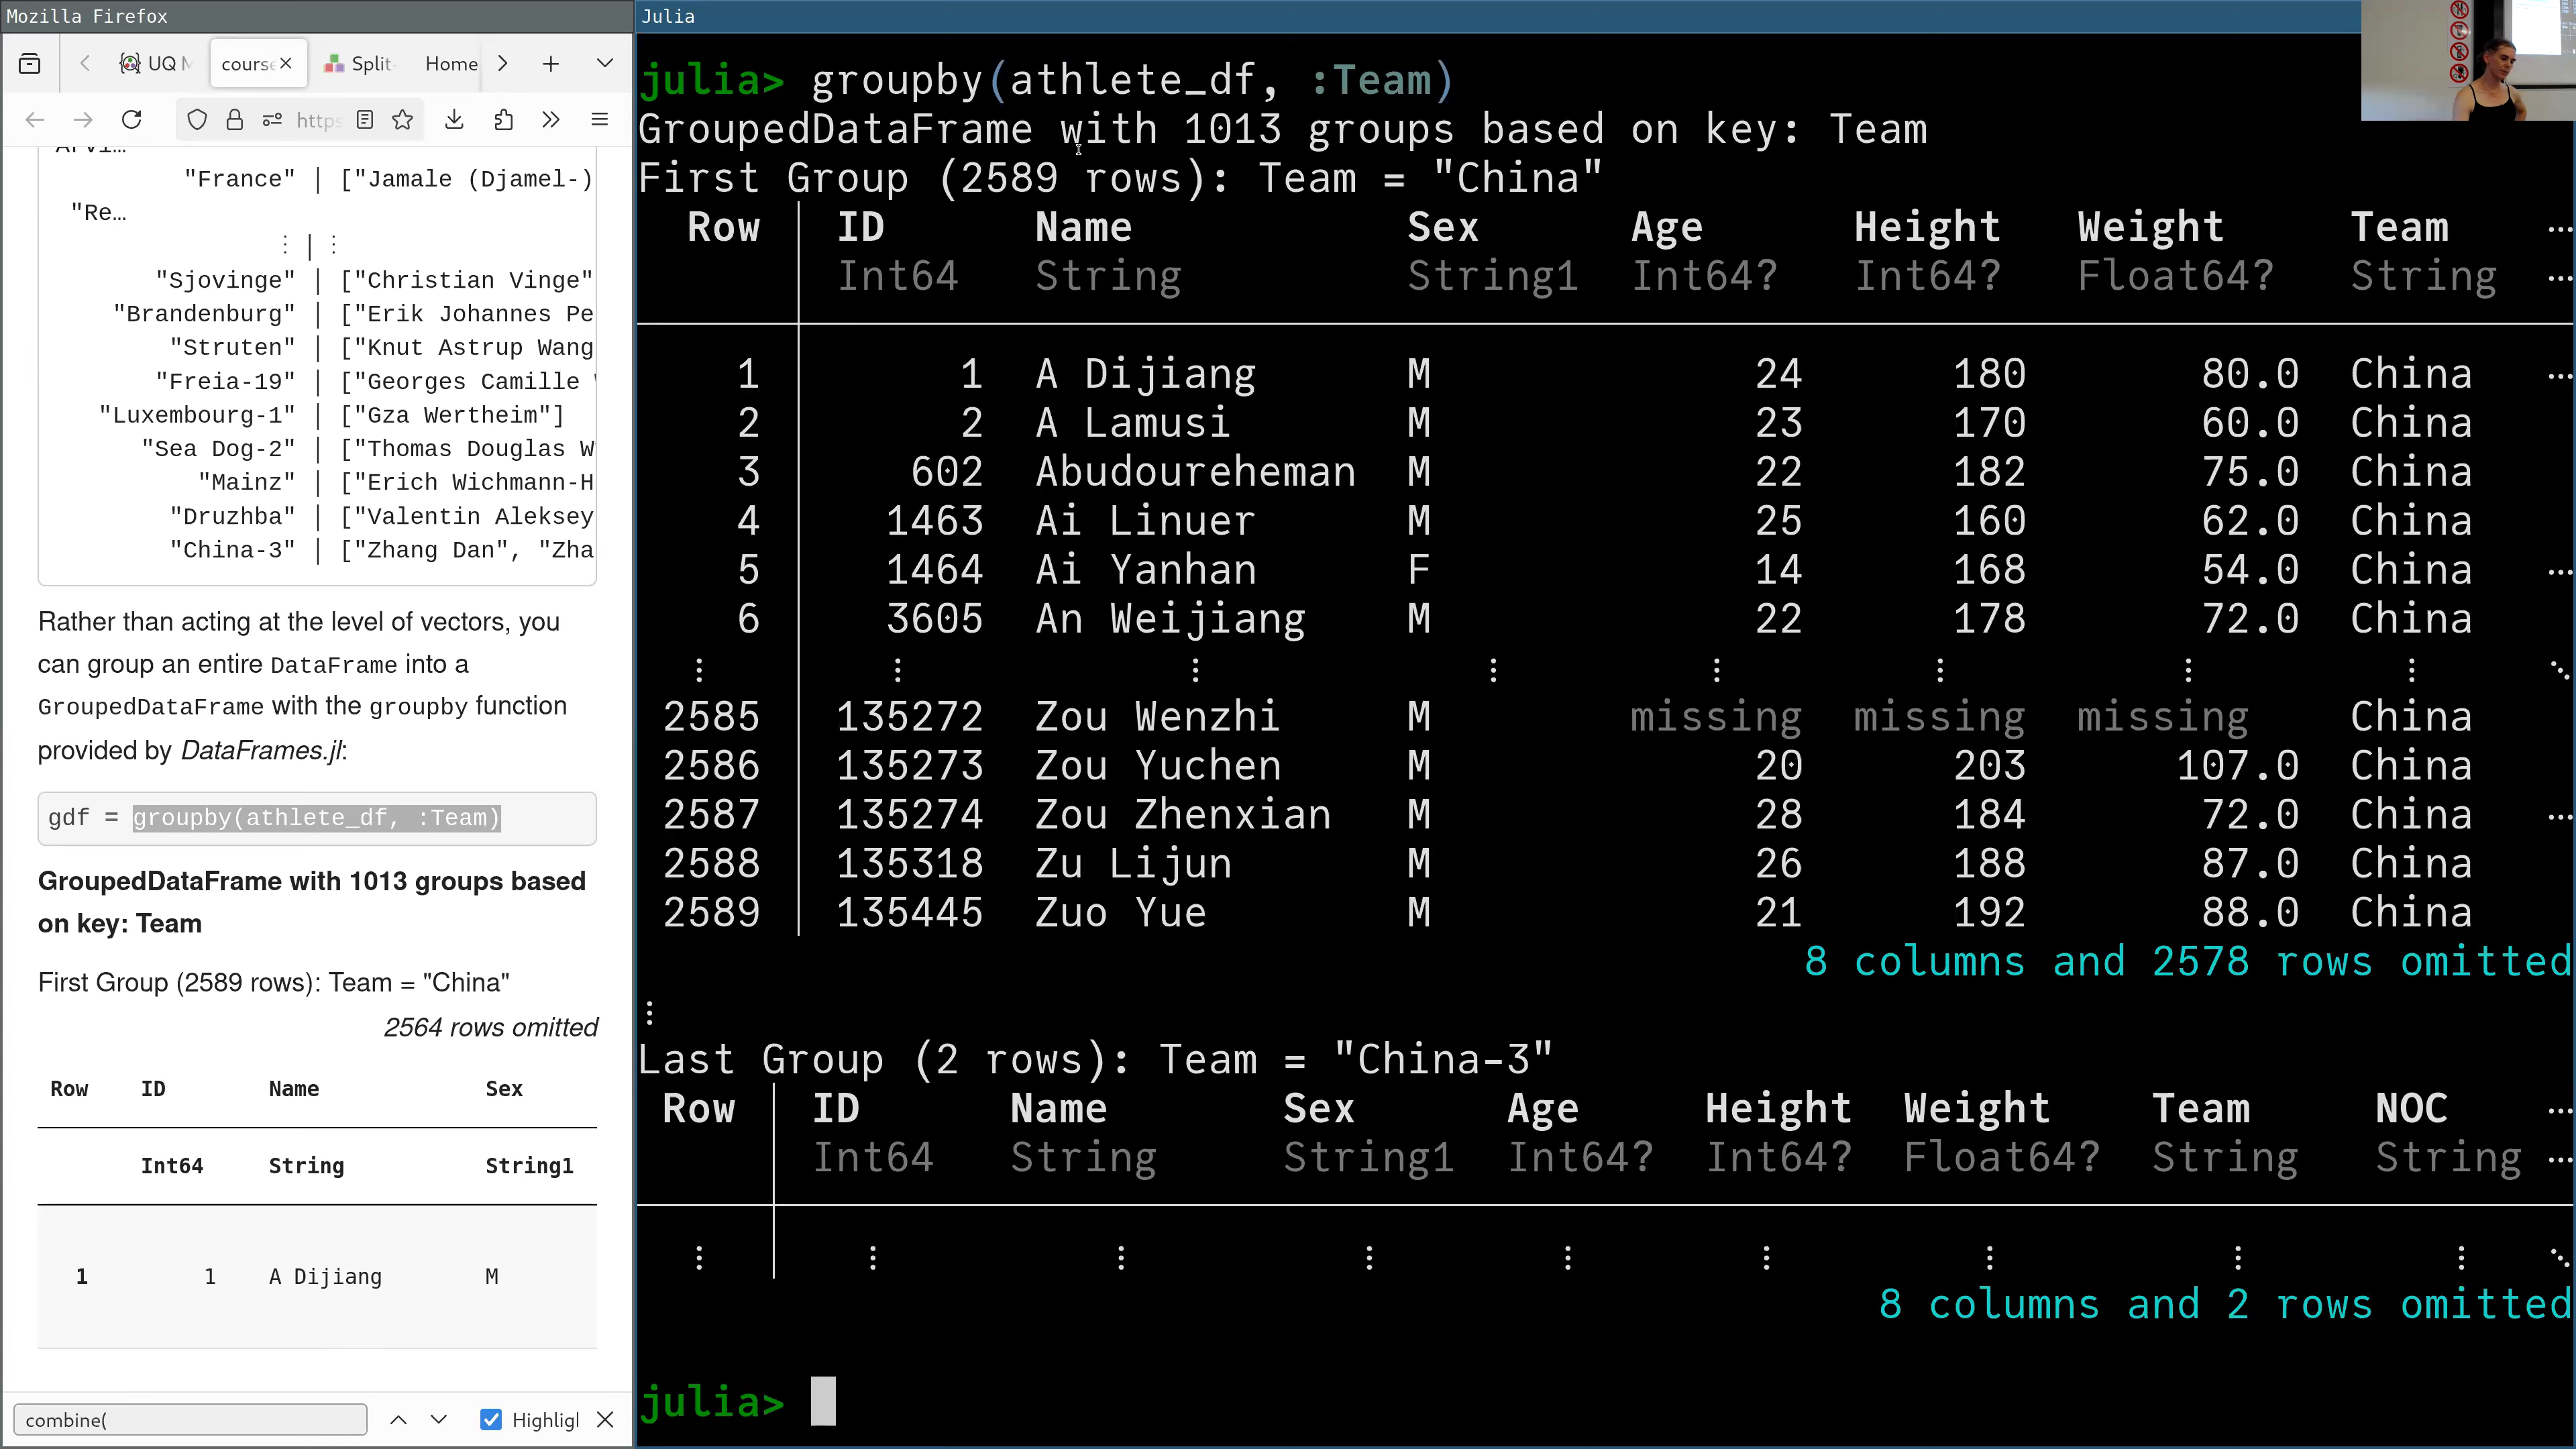 Mozilla Firefox
UQ M
course
Split-
Home
https
"France" | ["Jamale (Djamel-)
"Re…
⋮ | ⋮
"Sjovinge" | ["Christian Vinge"
"Brandenburg" | ["Erik Johannes Pe
"Struten" | ["Knut Astrup Wang
"Freia-19" | ["Georges Camille
"Luxembourg-1" | ["Gza Wertheim"]
"Sea Dog-2" | ["Thomas Douglas W
"Mainz" | ["Erich Wichmann-H
"Druzhba" | ["Valentin Aleksey
"China-3" | ["Zhang Dan", "Zha
Rather than acting at the level of vectors, you
can group an entire DataFrame into a
GroupedDataFrame with the groupby function
provided by DataFrames.jl:
gdf = groupby(athlete_df, :Team)
GroupedDataFrame with 1013 groups based
on key: Team
First Group (2589 rows): Team = "China"
2564 rows omitted
Row ID Name Sex
Int64 String String1
1 1 A Dijiang M
combine(
Highligl
Julia
julia> groupby(athlete_df, :Team)
GroupedDataFrame with 1013 groups based on key: Team
First Group (2589 rows): Team = "China"
Row ID Name Sex Age Height Weight Team ⋯
Int64 String String1 Int64? Int64? Float64? String ⋯
1 1 A Dijiang M 24 180 80.0 China ⋯
2 2 A Lamusi M 23 170 60.0 China
3 602 Abudoureheman M 22 182 75.0 China
4 1463 Ai Linuer M 25 160 62.0 China
5 1464 Ai Yanhan F 14 168 54.0 China ⋯
6 3605 An Weijiang M 22 178 72.0 China
⋮ ⋮ ⋮ ⋮ ⋮ ⋮ ⋮ ⋮ ⋱
2585 135272 Zou Wenzhi M missing missing missing China
2586 135273 Zou Yuchen M 20 203 107.0 China
2587 135274 Zou Zhenxian M 28 184 72.0 China ⋯
2588 135318 Zu Lijun M 26 188 87.0 China
2589 135445 Zuo Yue M 21 192 88.0 China
8 columns and 2578 rows omitted
⋮
Last Group (2 rows): Team = "China-3"
Row ID Name Sex Age Height Weight Team NOC ⋯
Int64 String String1 Int64? Int64? Float64? String String ⋯
⋮ ⋮ ⋮ ⋮ ⋮ ⋮ ⋮ ⋮ ⋮ ⋱
8 columns and 2 rows omitted
julia>